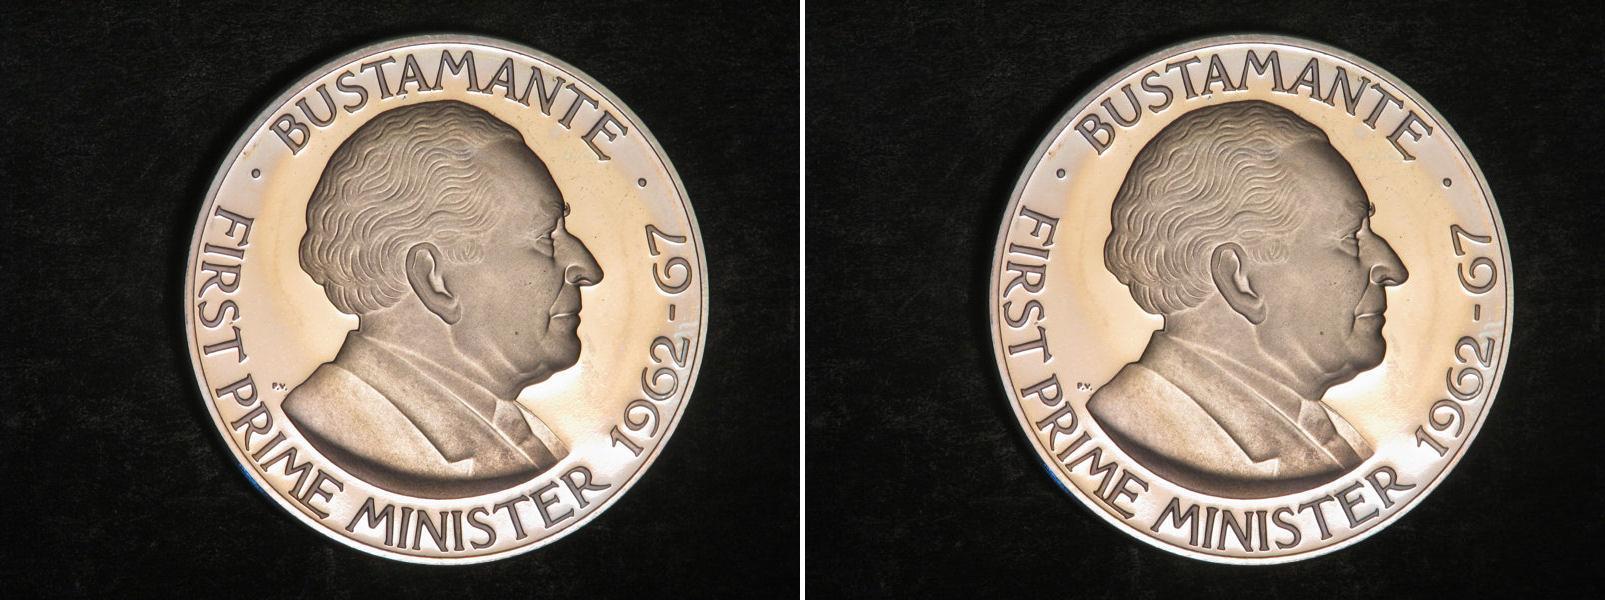 BUSTAMANTE
FIRST PRIME MINISTER 1962-67
P.V.
BUSTAMANTE
FIRST PRIME MINISTER 1962-67
P.V.